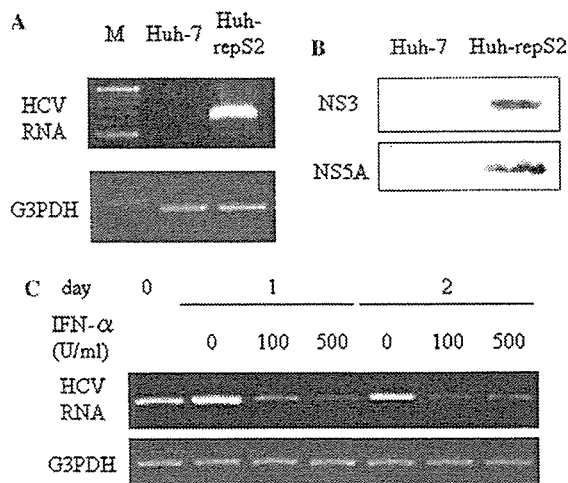 A
M Huh-7 Huh-repS2
HCV RNA
G3PDH
B
Huh-7 Huh-repS2
NS3
NS5A
C day 0 1 2
IFN-α (U/ml) 0 100 500 0 100 500
HCV RNA
G3PDH